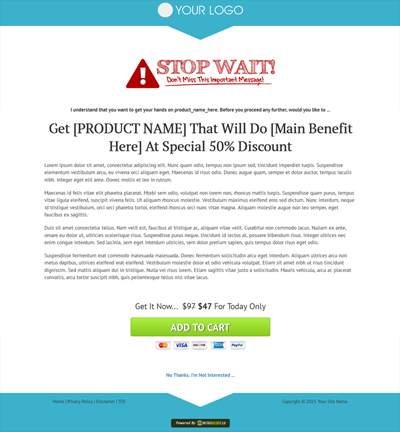 YOUR LOGO
STOP WAIT!
Don't Miss This Important Message!
I understand that you want to get your hands on product_name_here. Before you proceed any further, would you like to ...
Get [PRODUCT NAME] That Will Do [Main Benefit
Here] At Special 50% Discount
Lorem ipsum dolor sit amet, consectetur adipiscing elit. Nunc quam odio, tempus non ipsum sed, tincidunt imperdiet turpis. Suspendisse
elementum vestibulum arcu, eu viverra orci aliquam eget. Maecenas id risus odio. Donec augue quam, semper et dolor auctor, tempus iaculis
nibh. Integer eget elit ante. Donec mollis et leo in rutrum.
Maecenas id felis vitae elit pharetra placerat. Morbi sem odio, volutpat non lorem non, rhoncus mattis turpis. Suspendisse quam purus, tempus
vitae ligula eleifend, suscipit viverra felis. Vestibulum maximus eleifend eros sed dictum. Nunc interdum, neque
id tristique vestibulum, orci orci pharetra tortor, eleifend rhoncus orci nunc vitae magna. Aliquam molestie augue non leo semper, eget
faucibus ex sagittis.
Duis sit amet consectetur tellus. Nam velit est, faucibus at tristique ac, aliquam vitae velit. Curabitur non commodo lacus. Nullam ex ante,
ornare eu dolor ut, ultricies scelerisque risus. Suspendisse purus neque, tincidunt id lectus at, posuere bibendum risus. Integer ultrices nec
enim congue interdum. Sed lacinia, sem eget interdum ultricies, sem dolor pretium sapien, quis tempus dolor risus eget odio.
Suspendisse fermentum erat commodo malesuada malesuada. Donec fermentum sollicitudin arcu eget interdum. Aliquam ultrices arcu non
metus dapibus, ultrices eleifend erat eleifend. Vestibulum molestie dolor et odio vehicula volutpat. Etiam sit amet nibh ut risus tincidunt
dignissim. Sed mattis aliquam dui in tristique. Nulla vel risus lorem. Etiam sagittis vitae justo a sollicitudin. Mauris vehicula, arcu ac placerat
convallis, arcu tortor suscipit nibh, quis pellentesque tellus nisi vitae lacus.
Get It Now... $97 $47 For Today Only
ADD TO CART
PayPal VISA
No Thanks. I'm Not Interested ...
Home | Privacy Policy | Disclaimer | TOS
Copyright © 2015. Your Site Name.
Powered By